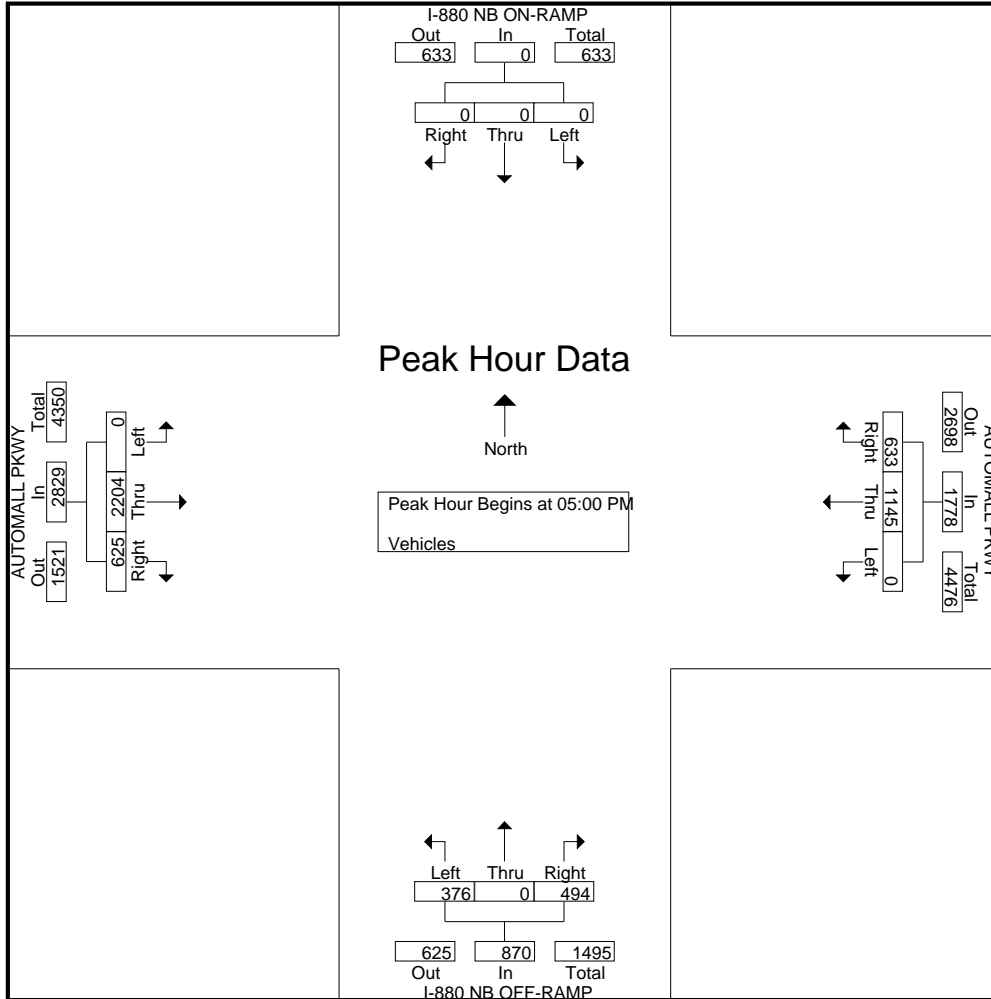 I-880 NB ON-RAMP
Out In Total
633 0 633
0 0 0
Right Thru Left
Peak Hour Data
North
Peak Hour Begins at 05:00 PM
Vehicles
AUTOMALL PKWY
Out In Total
1521 2829 4350
Left Thru Right
0 2204 625
AUTOMALL PKWY
Out In Total
2698 1778 4476
Right Thru Left
633 1145 0
Left Thru Right
376 0 494
625 870 1495
Out In Total
I-880 NB OFF-RAMP